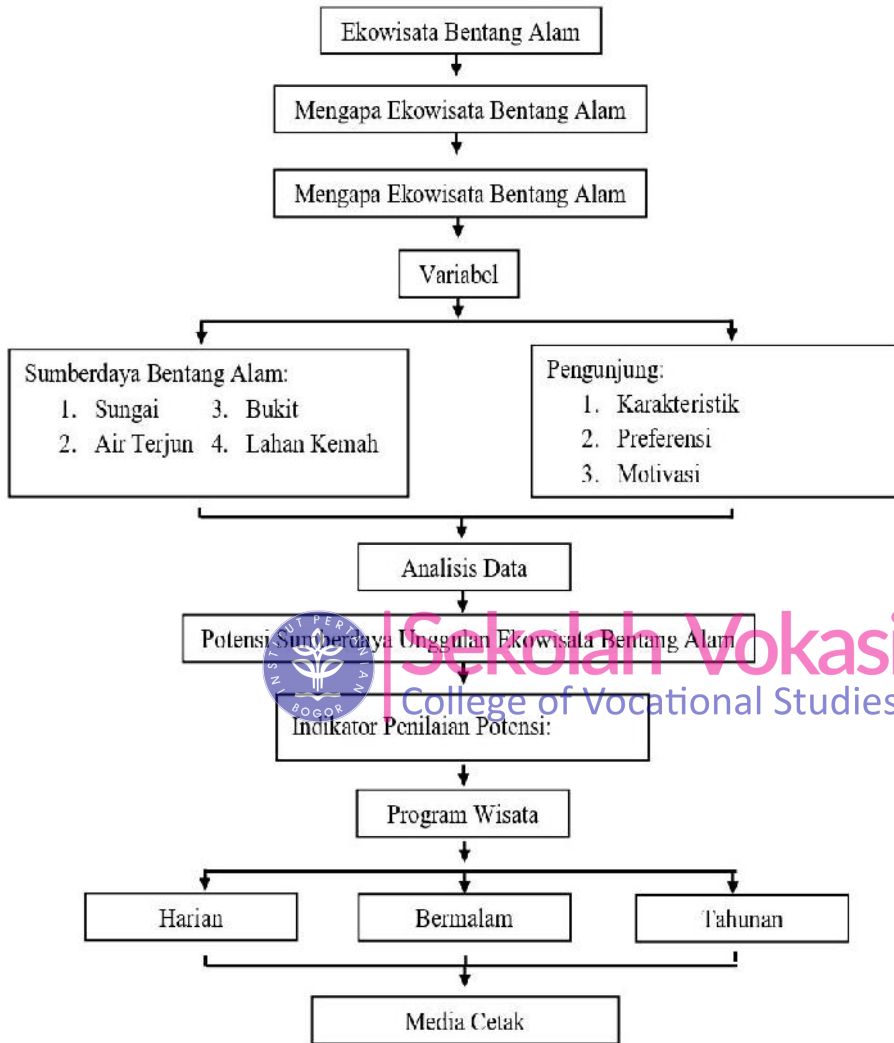 Ekowisata Bentang Alam
Mengapa Ekowisata Bentang Alam
Mengapa Ekowisata Bentang Alam
Variabel
Sumberdaya Bentang Alam:
1. Sungai 3. Bukit
2. Air Terjun 4. Lahan Kemah
Pengunjung:
1. Karakteristik
2. Preferensi
3. Motivasi
Analisis Data
Potensi Sumberdaya Unggulan Ekowisata Bentang Alam
INSTITUT PERTANIAN
BOGOR
Sekolah Vokasi
College of Vocational Studies
Indikator Penilaian Potensi:
Program Wisata
Harian Bermalam Tahunan
Media Cetak